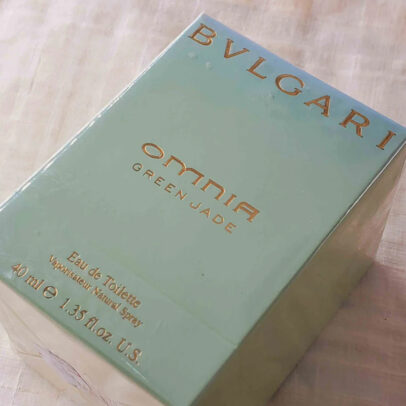 BVLGARI
OMNIA
GREEN JADE
Eau de Toilette
Vaporisateur Natural Spray
40 ml ℮ 1.35 fl.oz. U.S.